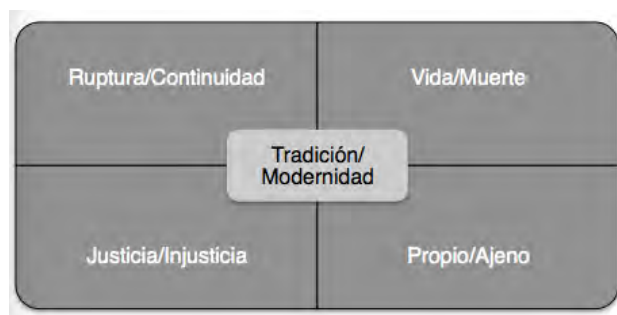 Ruptura/Continuidad
Vida/Muerte
Tradición/
Modernidad
Justicia/Injusticia
Propio/Ajeno